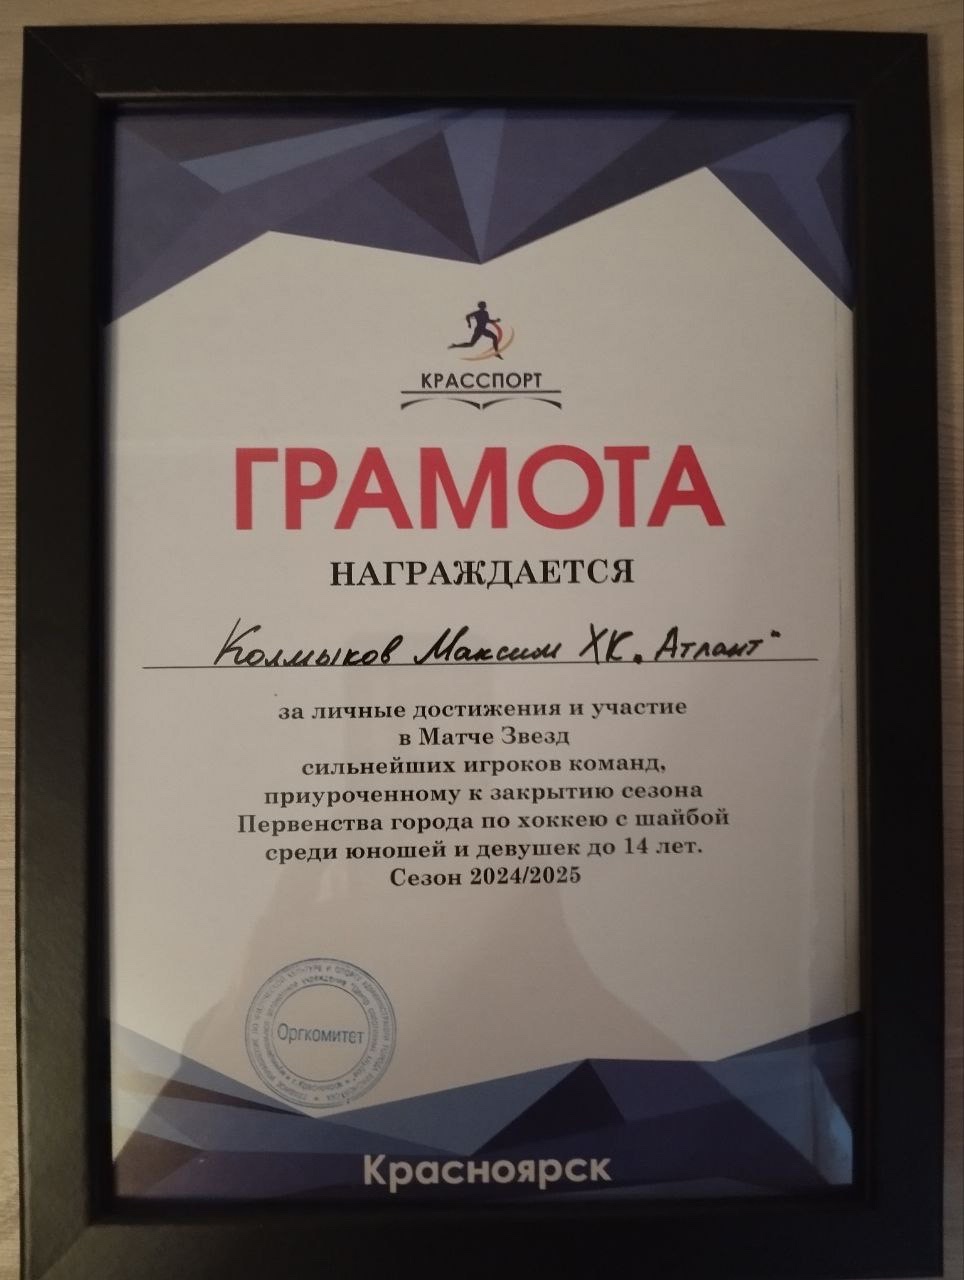 КРАССПОРТ
ГРАМОТА
НАГРАЖДАЕТСЯ
Колмыков Максим ХК „Атлант"
за личные достижения и участие
в Матче Звезд
сильнейших игроков команд,
приуроченному к закрытию сезона
Первенства города по хоккею с шайбой
среди юношей и девушек до 14 лет.
Сезон 2024/2025
Оргкомитет
Красноярск